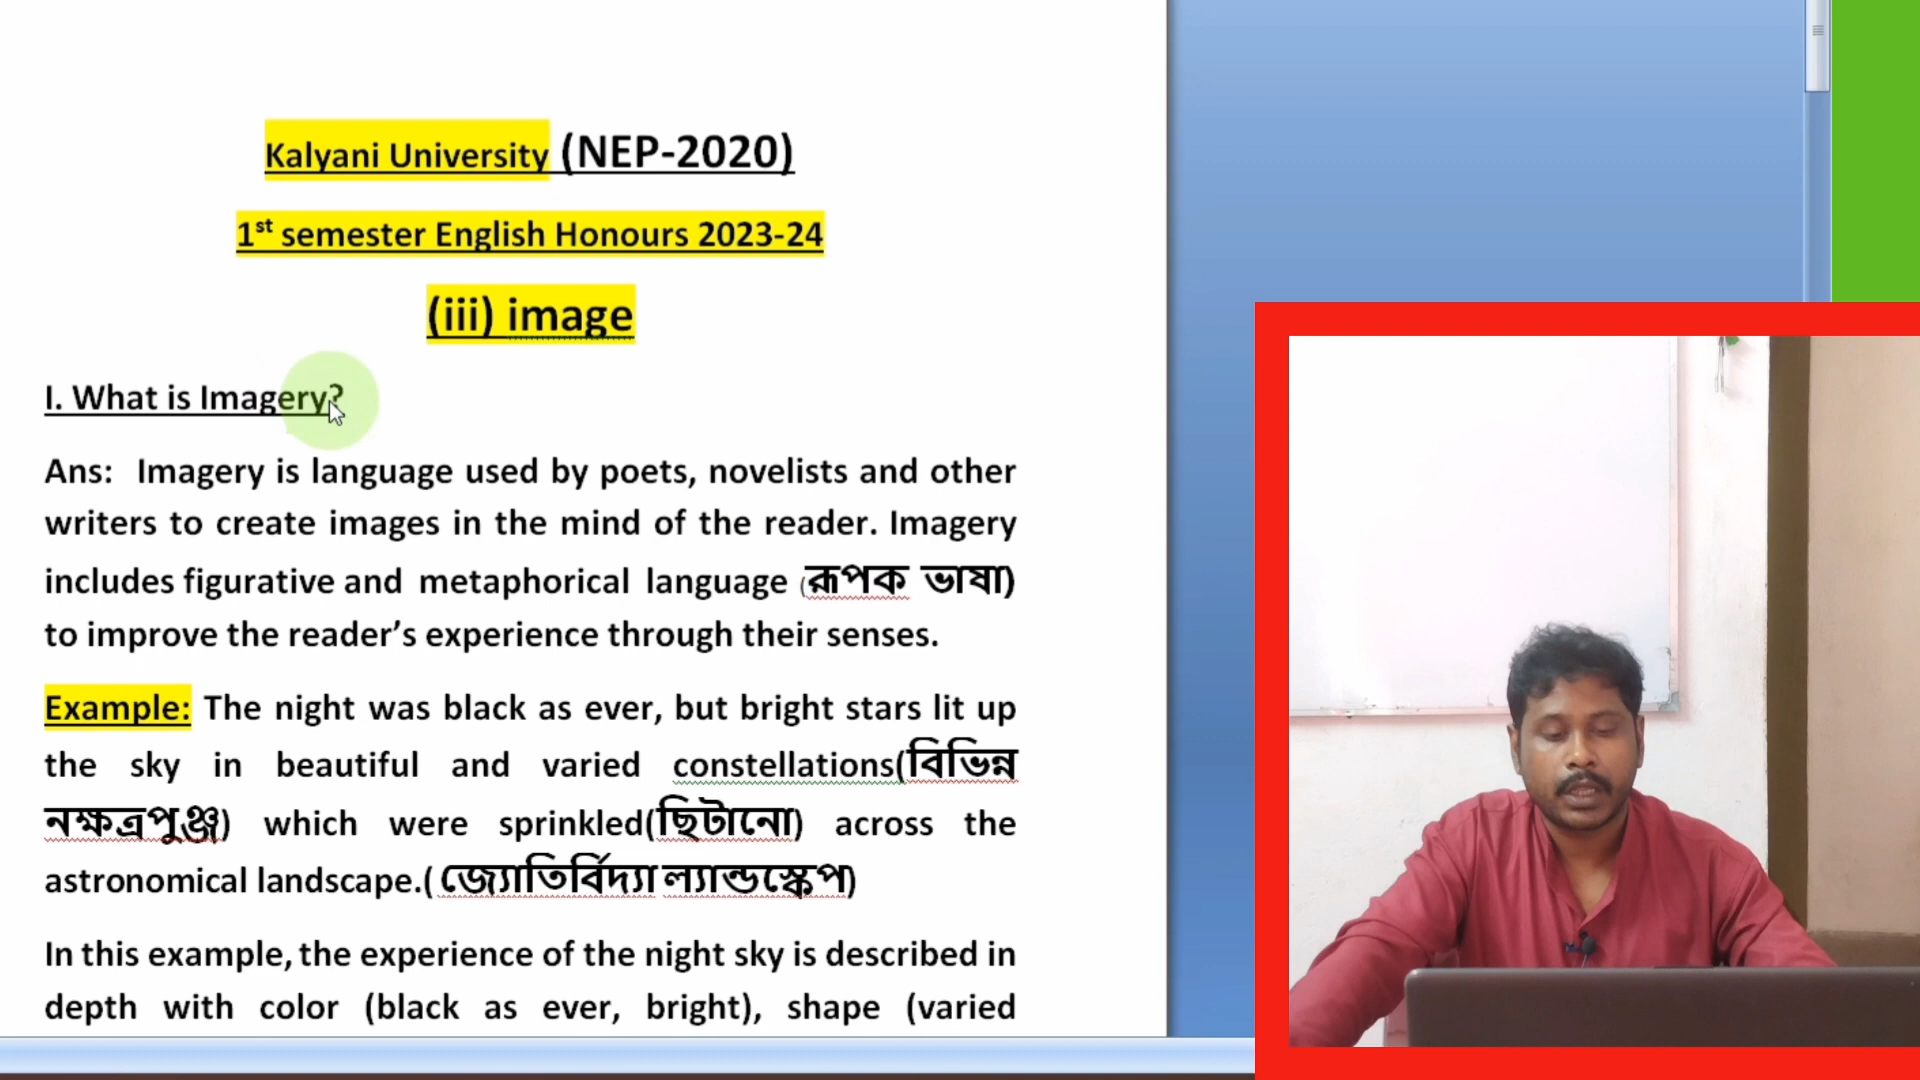 Kalyani University (NEP-2020)
1st semester English Honours 2023-24
(iii) image
I. What is Imagery?
Ans: Imagery is language used by poets, novelists and other
writers to create images in the mind of the reader. Imagery
includes figurative and metaphorical language (রূপক ভাষা)
to improve the reader’s experience through their senses.
Example: The night was black as ever, but bright stars lit up
the sky in beautiful and varied constellations(বিভিন্ন
নক্ষত্রপুঞ্জ) which were sprinkled(ছিটানো) across the
astronomical landscape.( জ্যোতির্বিদ্যা ল্যান্ডস্কেপ)
In this example, the experience of the night sky is described in
depth with color (black as ever, bright), shape (varied